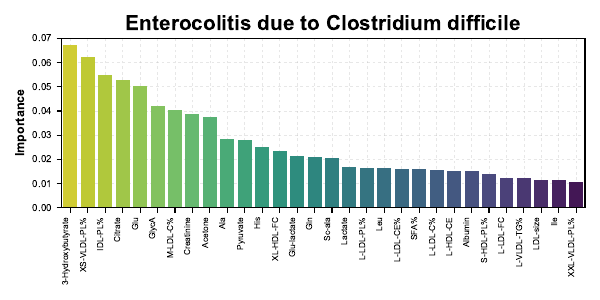 Enterocolitis due to Clostridium difficile
Importance
0.07
0.06
0.05
0.04
0.03
0.02
0.01
0.00
3-Hydroxybutyrate
XS-VLDL-PL%
IDL-PL%
Citrate
Glu
GlycA
M-LDL-C%
Creatinine
Acetone
Ala
Pyruvate
His
XL-HDL-FC
Glu-lactate
Gln
Sc-ala
Lactate
L-LDL-PL%
Leu
L-LDL-CE%
SFA%
L-LDL-C%
L-HDL-CE
Albumin
S-HDL-PL%
L-LDL-FC
L-VLDL-TG%
LDL-size
Ile
XXL-VLDL-PL%